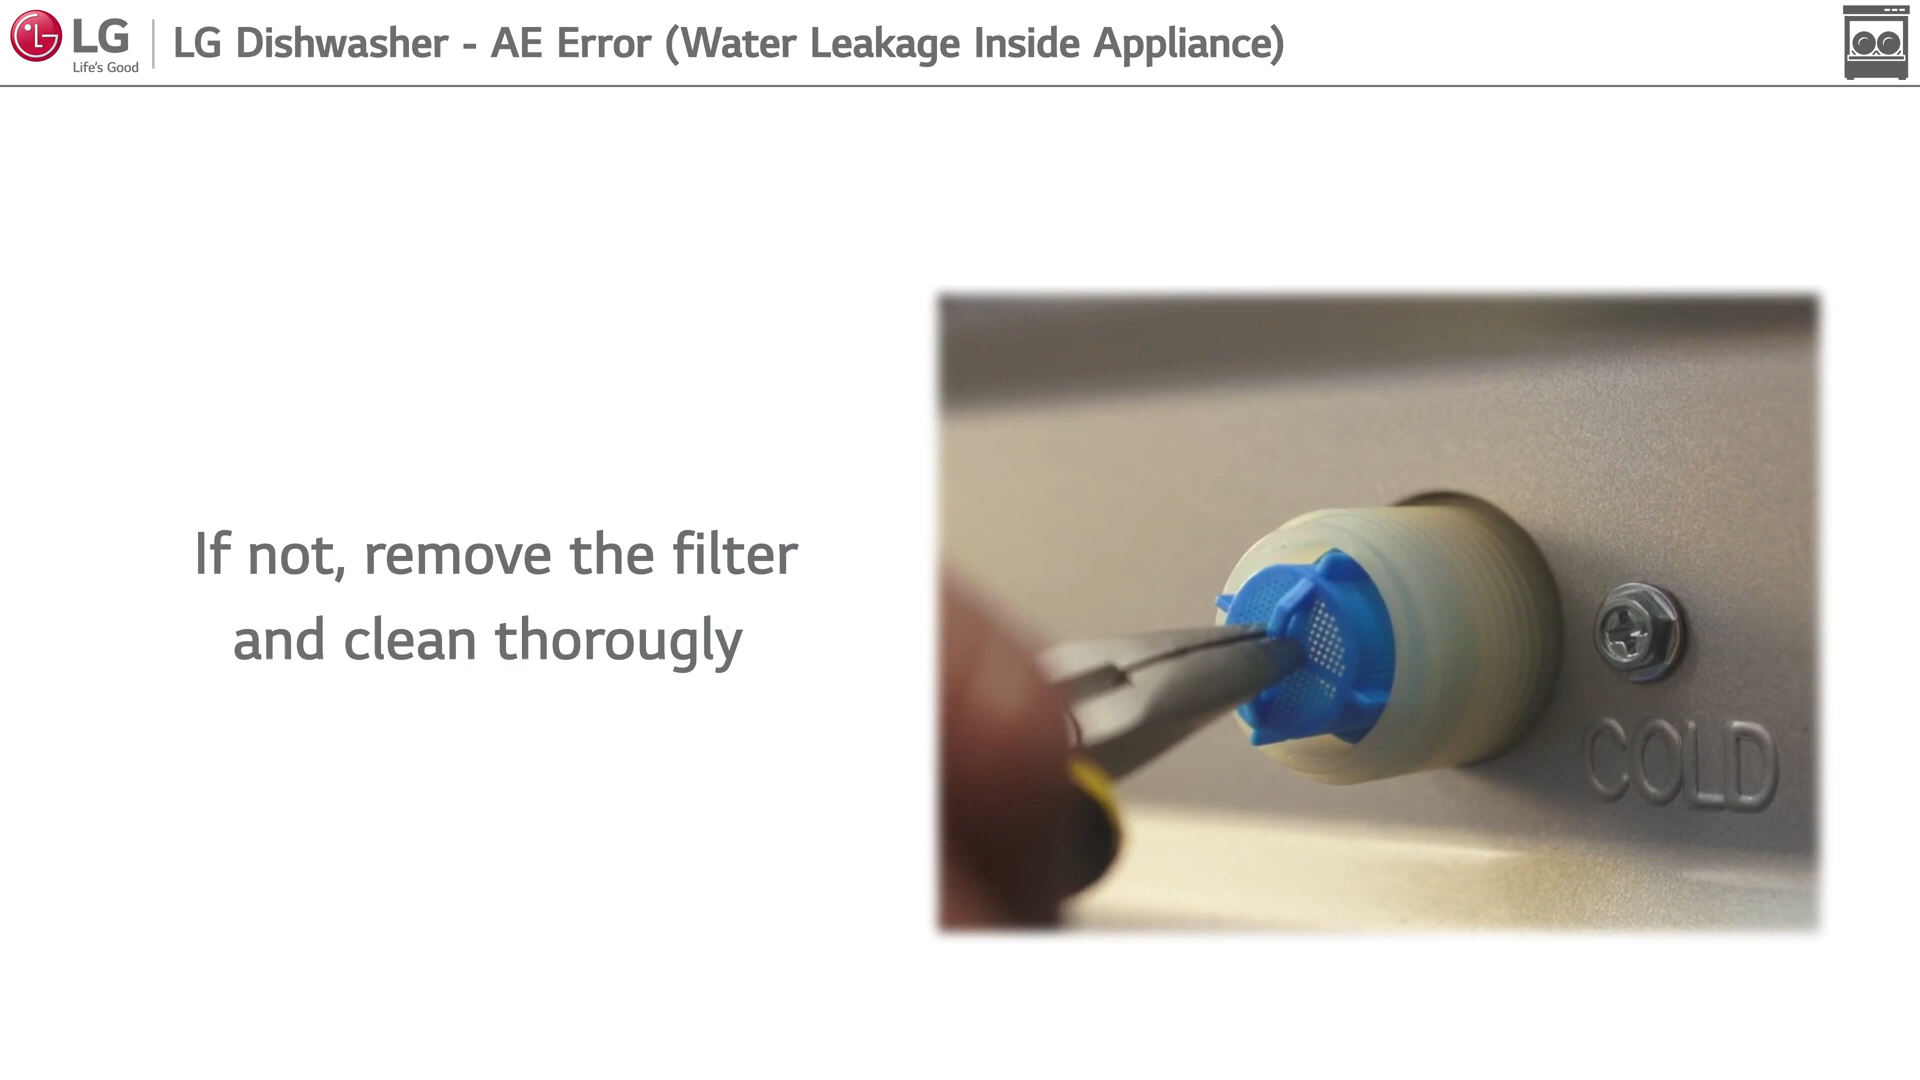 LG
Life's Good
LG Dishwasher - AE Error (Water Leakage Inside Appliance)
If not, remove the filter
and clean thorougly
COLD